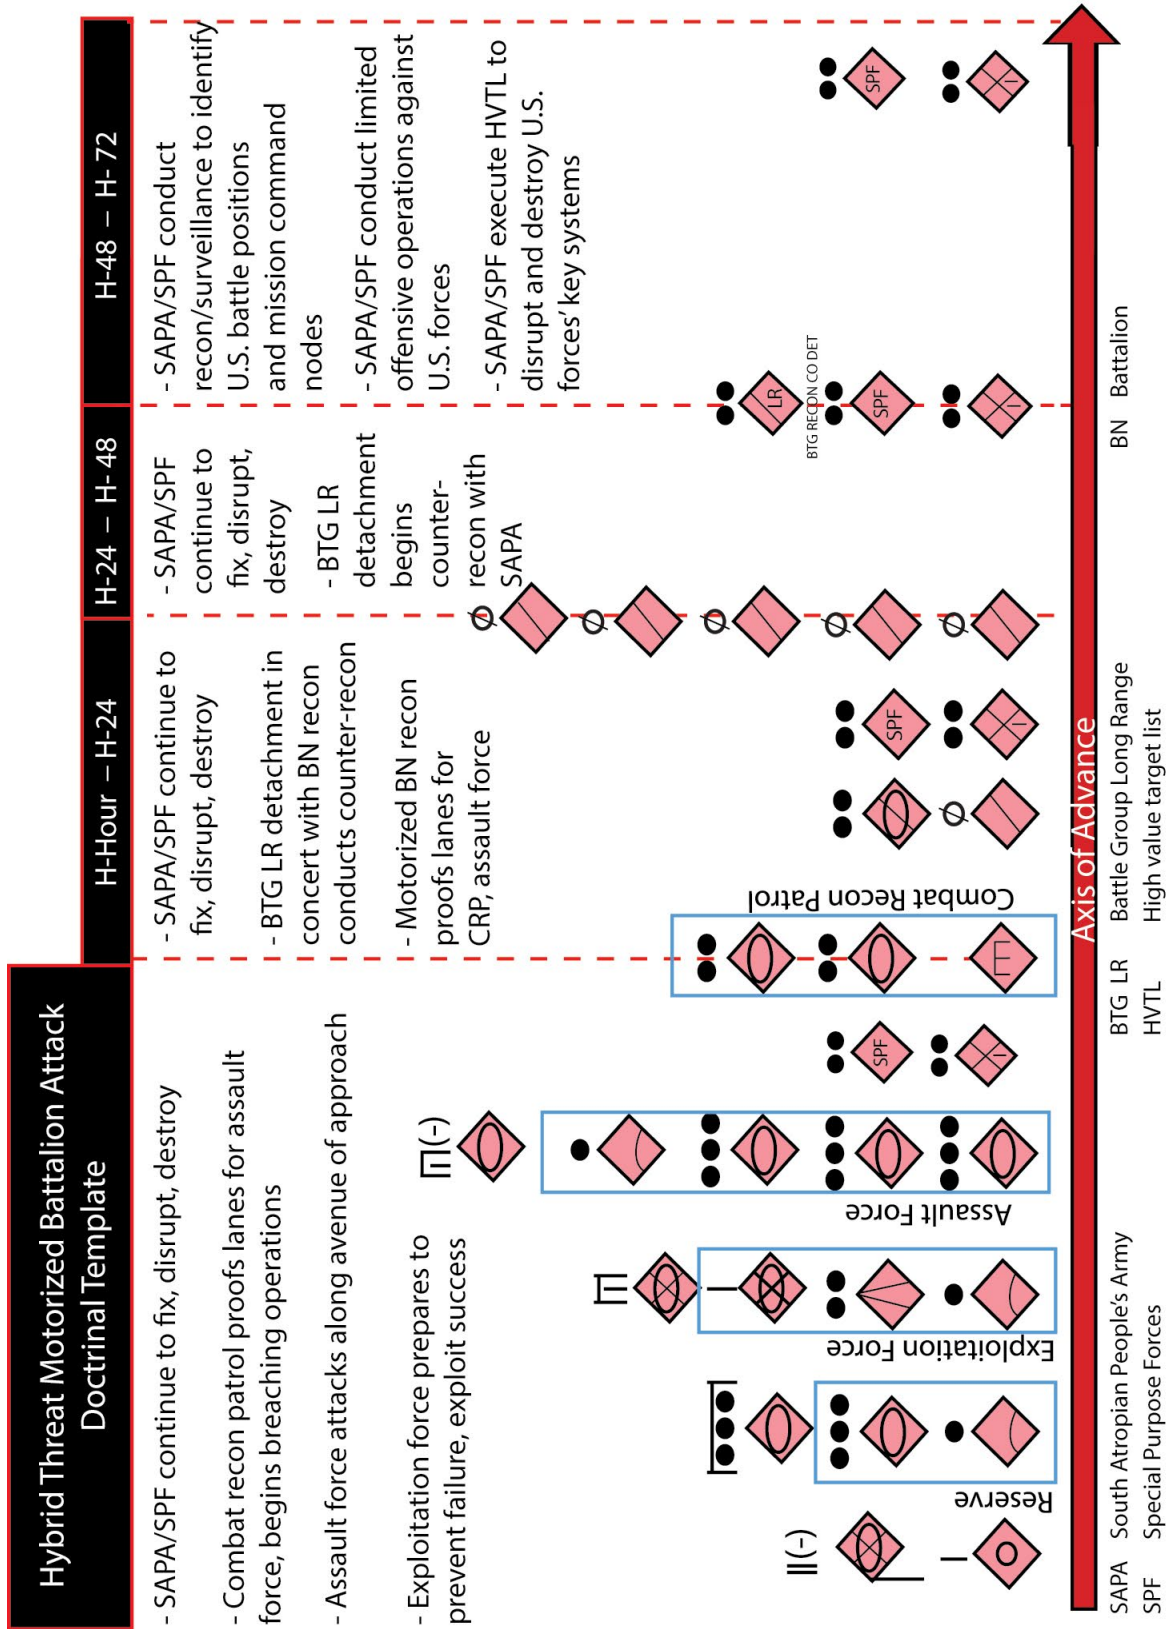 Hybrid Threat Motorized Battalion Attack
Doctrinal Template
H-Hour – H-24
H-24 – H-48
H-48 – H-72
- SAPA/SPF continue to fix, disrupt, destroy
- Combat recon patrol proofs lanes for assault
force, begins breaching operations
- Assault force attacks along avenue of approach
- Exploitation force prepares to
prevent failure, exploit success
- SAPA/SPF continue to
fix, disrupt, destroy
- BTG LR detachment in
concert with BN recon
conducts counter-recon
- Motorized BN recon
proofs lanes for
CRP, assault force
- SAPA/SPF
continue to
fix, disrupt,
destroy
- BTG LR
detachment
begins
counter-
recon with
SAPA
- SAPA/SPF conduct
recon/surveillance to identify
U.S. battle positions
and mission command
nodes
- SAPA/SPF conduct limited
offensive operations against
U.S. forces
- SAPA/SPF execute HVTL to
disrupt and destroy U.S.
forces' key systems
(-)
Reserve
Exploitation Force
(-)
Assault Force
SPF
Combat Recon Patrol
SPF
LR
BTG RECON CO DET
SPF
SPF
Axis of Advance
SAPA South Atropian People's Army
SPF Special Purpose Forces
BTG LR Battle Group Long Range
HVTL High value target list
BN Battalion